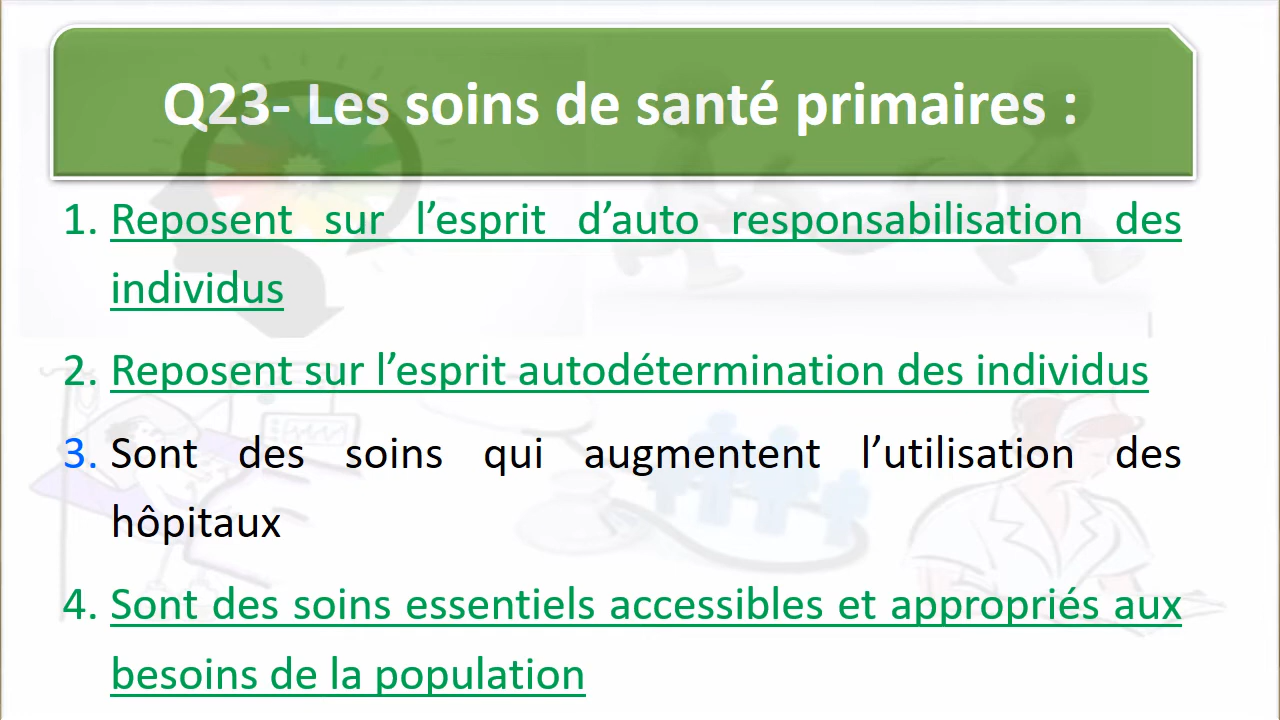 Q23- Les soins de santé primaires :
1. Reposent sur l’esprit d’auto responsabilisation des
individus
2. Reposent sur l’esprit autodétermination des individus
3. Sont des soins qui augmentent l’utilisation des
hôpitaux
4. Sont des soins essentiels accessibles et appropriés aux
besoins de la population